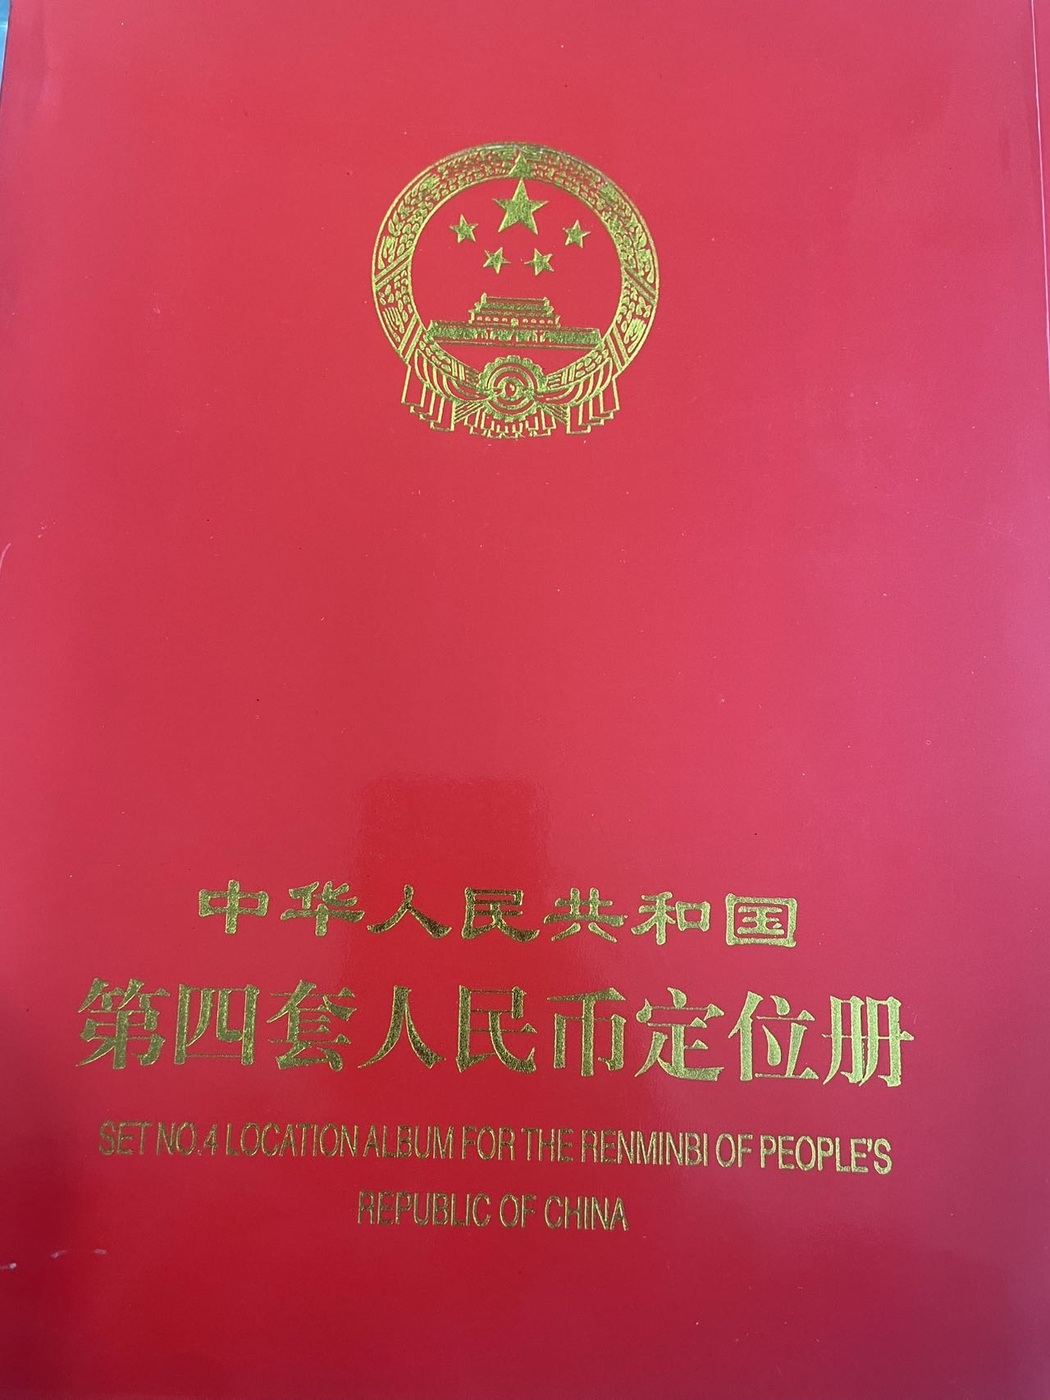 中华人民共和国
第四套人民币定位册
SET NO.4 LOCATION ALBUM FOR THE RENMINBI OF PEOPLE'S
REPUBLIC OF CHINA